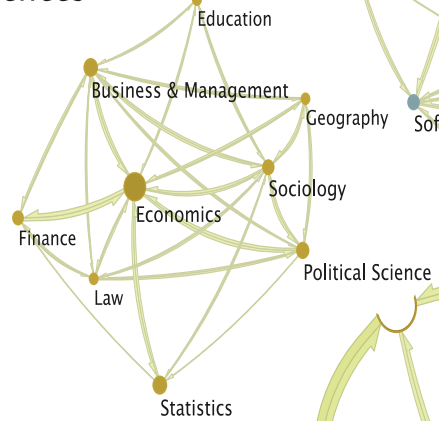 Education
Business & Management
Geography
Sociology
Economics
Finance
Political Science
Law
Statistics